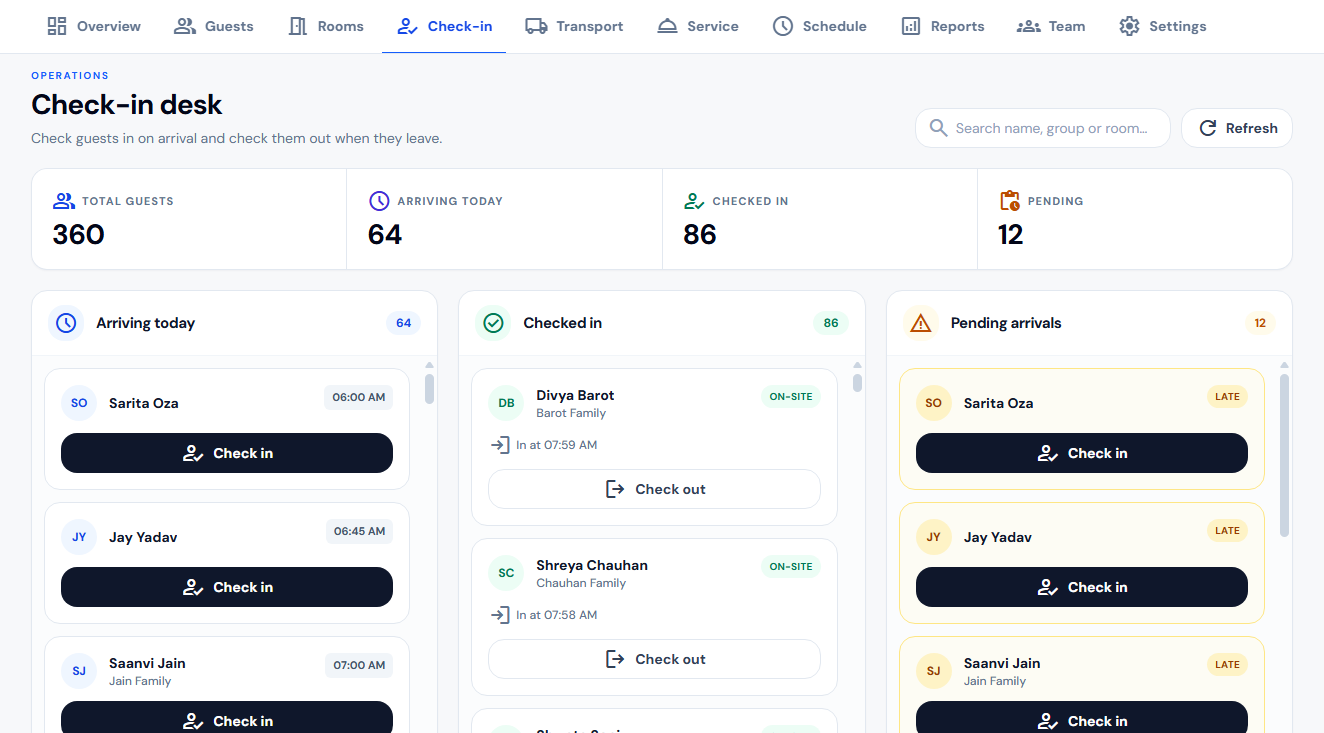 Overview Guests Rooms Check-in Transport Service Schedule Reports Team Settings
OPERATIONS
Check-in desk
Check guests in on arrival and check them out when they leave.
Search name, group or room...
Refresh
TOTAL GUESTS
360
ARRIVING TODAY
64
CHECKED IN
86
PENDING
12
Arriving today 64
SO Sarita Oza 06:00 AM
Check in
JY Jay Yadav 06:45 AM
Check in
SJ Saanvi Jain 07:00 AM
Jain Family
Check in
Checked in 86
DB Divya Barot ON-SITE
Barot Family
In at 07:59 AM
Check out
SC Shreya Chauhan ON-SITE
Chauhan Family
In at 07:58 AM
Check out
Pending arrivals 12
SO Sarita Oza LATE
Check in
JY Jay Yadav LATE
Check in
SJ Saanvi Jain LATE
Jain Family
Check in